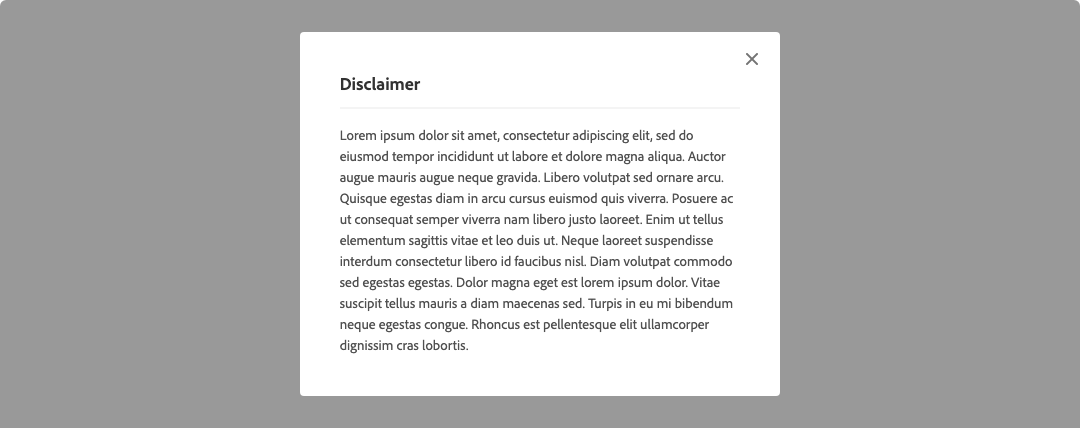 Disclaimer
Lorem ipsum dolor sit amet, consectetur adipiscing elit, sed do
eiusmod tempor incididunt ut labore et dolore magna aliqua. Auctor
augue mauris augue neque gravida. Libero volutpat sed ornare arcu.
Quisque egestas diam in arcu cursus euismod quis viverra. Posuere ac
ut consequat semper viverra nam libero justo laoreet. Enim ut tellus
elementum sagittis vitae et leo duis ut. Neque laoreet suspendisse
interdum consectetur libero id faucibus nisl. Diam volutpat commodo
sed egestas egestas. Dolor magna eget est lorem ipsum dolor. Vitae
suscipit tellus mauris a diam maecenas sed. Turpis in eu mi bibendum
neque egestas congue. Rhoncus est pellentesque elit ullamcorper
dignissim cras lobortis.